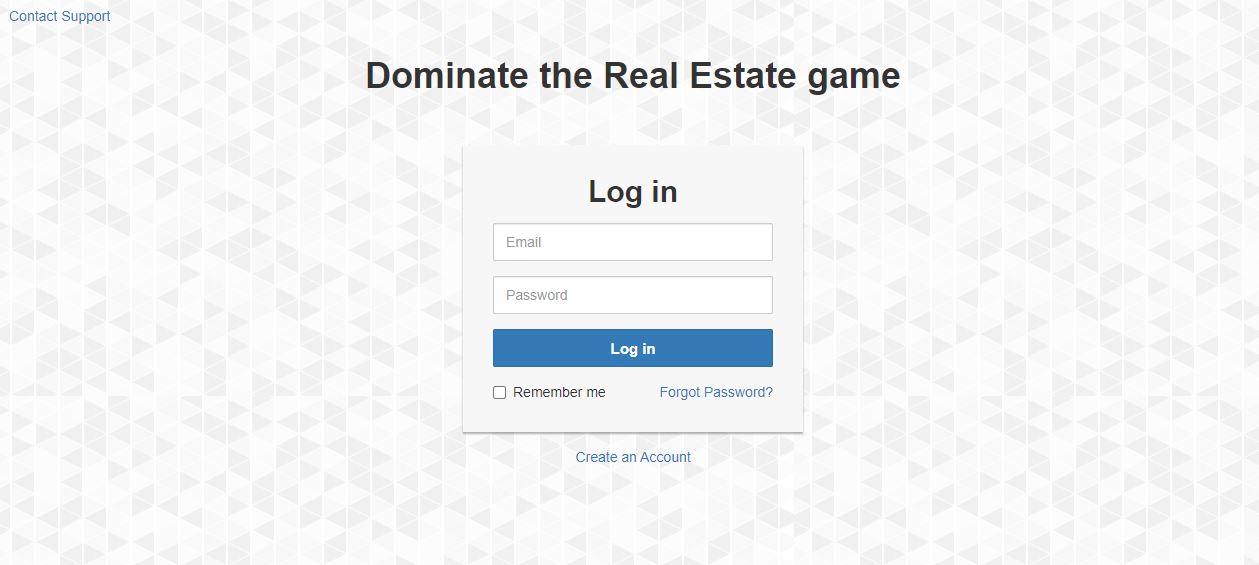 Contact Support
Dominate the Real Estate game
Log in
Email
Password
Log in
Remember me Forgot Password?
Create an Account